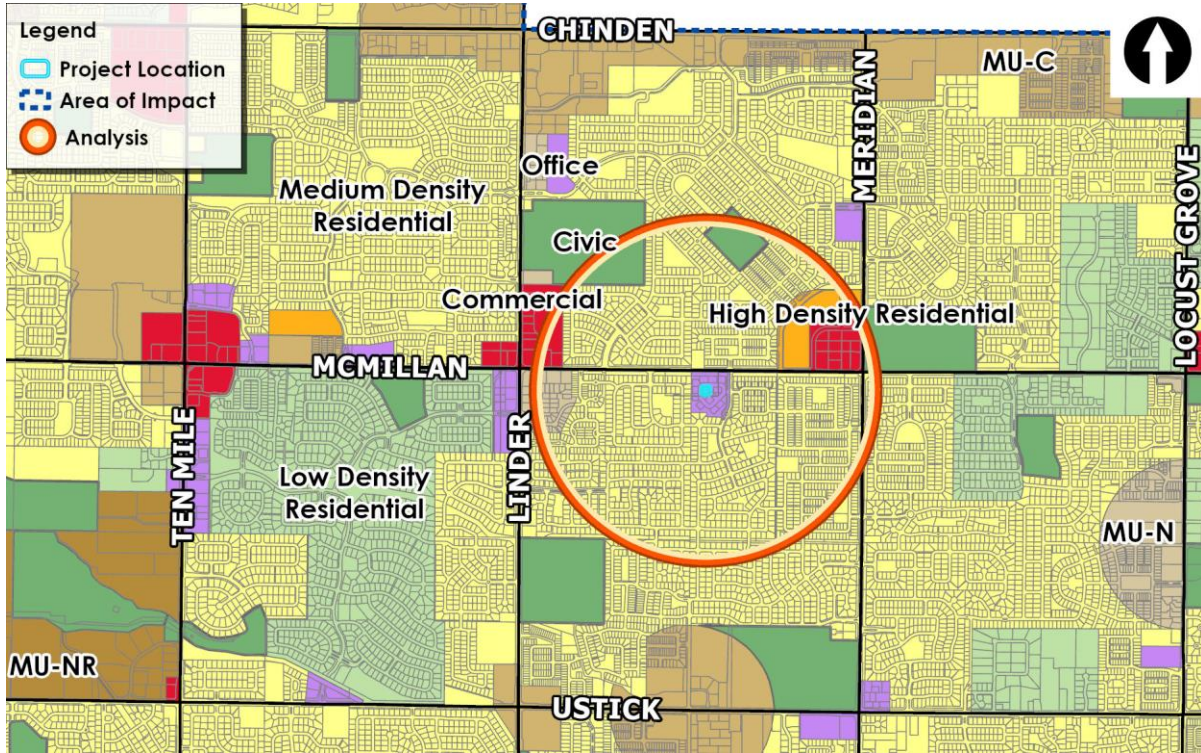 Legend
Project Location
Area of Impact
Analysis
CHINDEN
MU-C
MERIDIAN
LOCUST GROVE
Office
Medium Density
Residential
Civic
Commercial
High Density Residential
MCMILLAN
TEN MILE
LINDER
Low Density
Residential
MU-N
MU-NR
USTICK